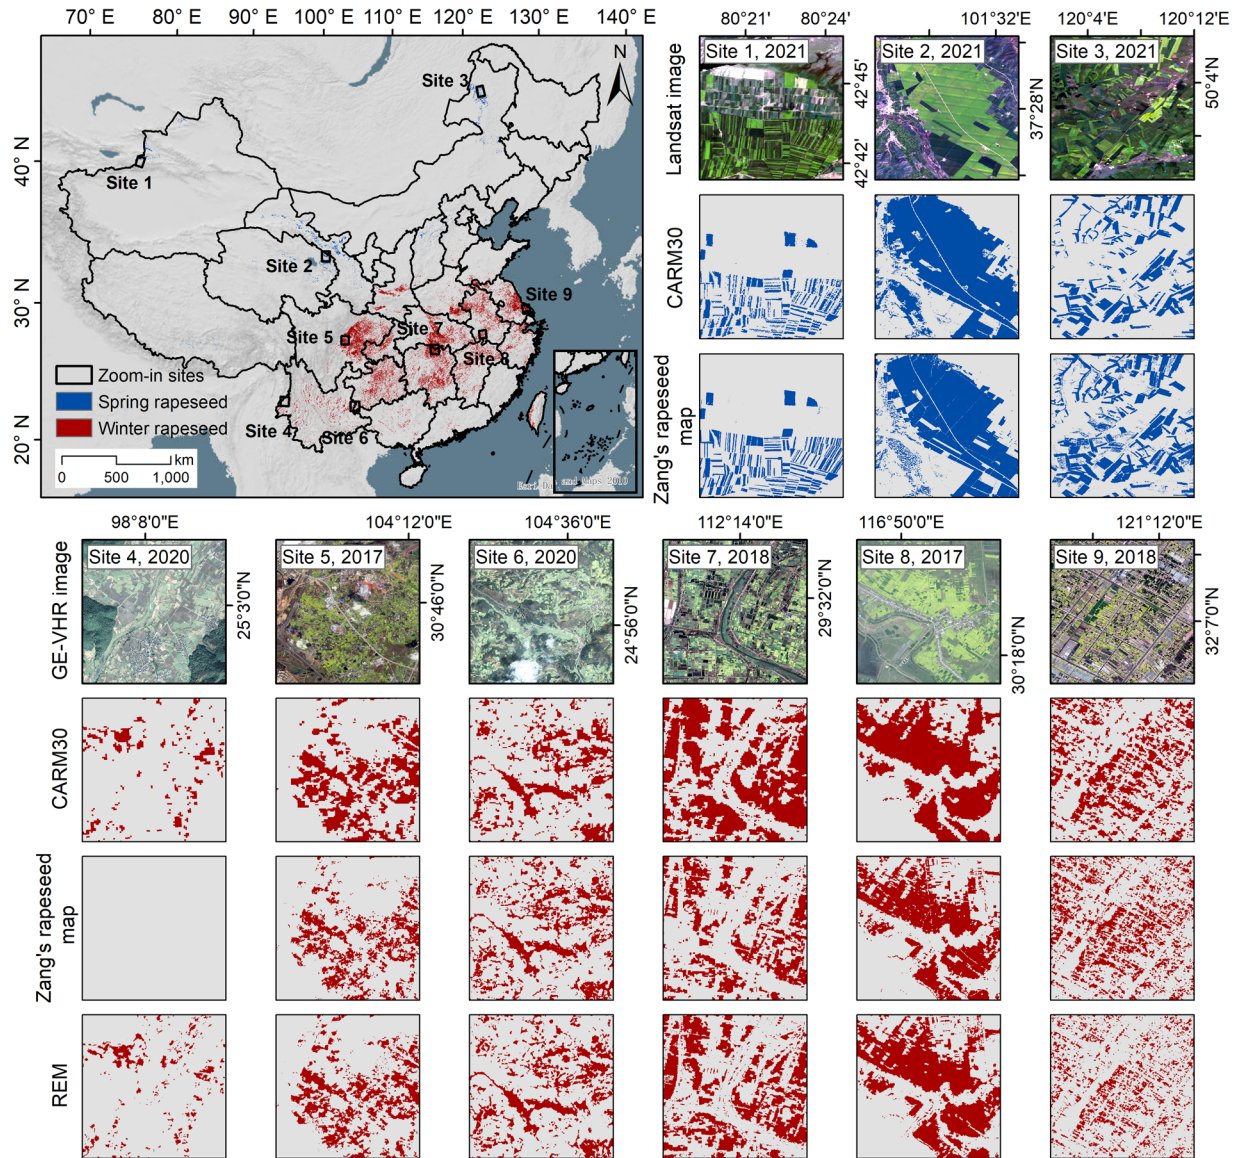 70° E 80° E 90° E 100° E 110° E 120° E 130° E 140° E
40° N
30° N
20° N
N
Site 3
Site 1
Site 2
Site 9
Site 7
Site 5
Site 8
Site 4
Site 6
Zoom-in sites
Spring rapeseed
Winter rapeseed
km
0 500 1,000
80°21' 80°24' 101°32'E 120°4'E 120°12'E
Landsat image
Site 1, 2021
Site 2, 2021
Site 3, 2021
42°45'
42°42'
37°28'N
50°4'N
CARM30
Zang's rapeseed
map
98°8'0"E 104°12'0"E 104°36'E 112°14'0"E 116°50'E 121°12'E
GE-VHR image
Site 4, 2020
Site 5, 2017
Site 6, 2020
Site 7, 2018
Site 8, 2017
Site 9, 2018
25°3'0"N
30°46'0"N
24°56'0"N
29°32'0"N
30°18'0"N
32°7'0"N
CARM30
Zang's rapeseed
map
REM